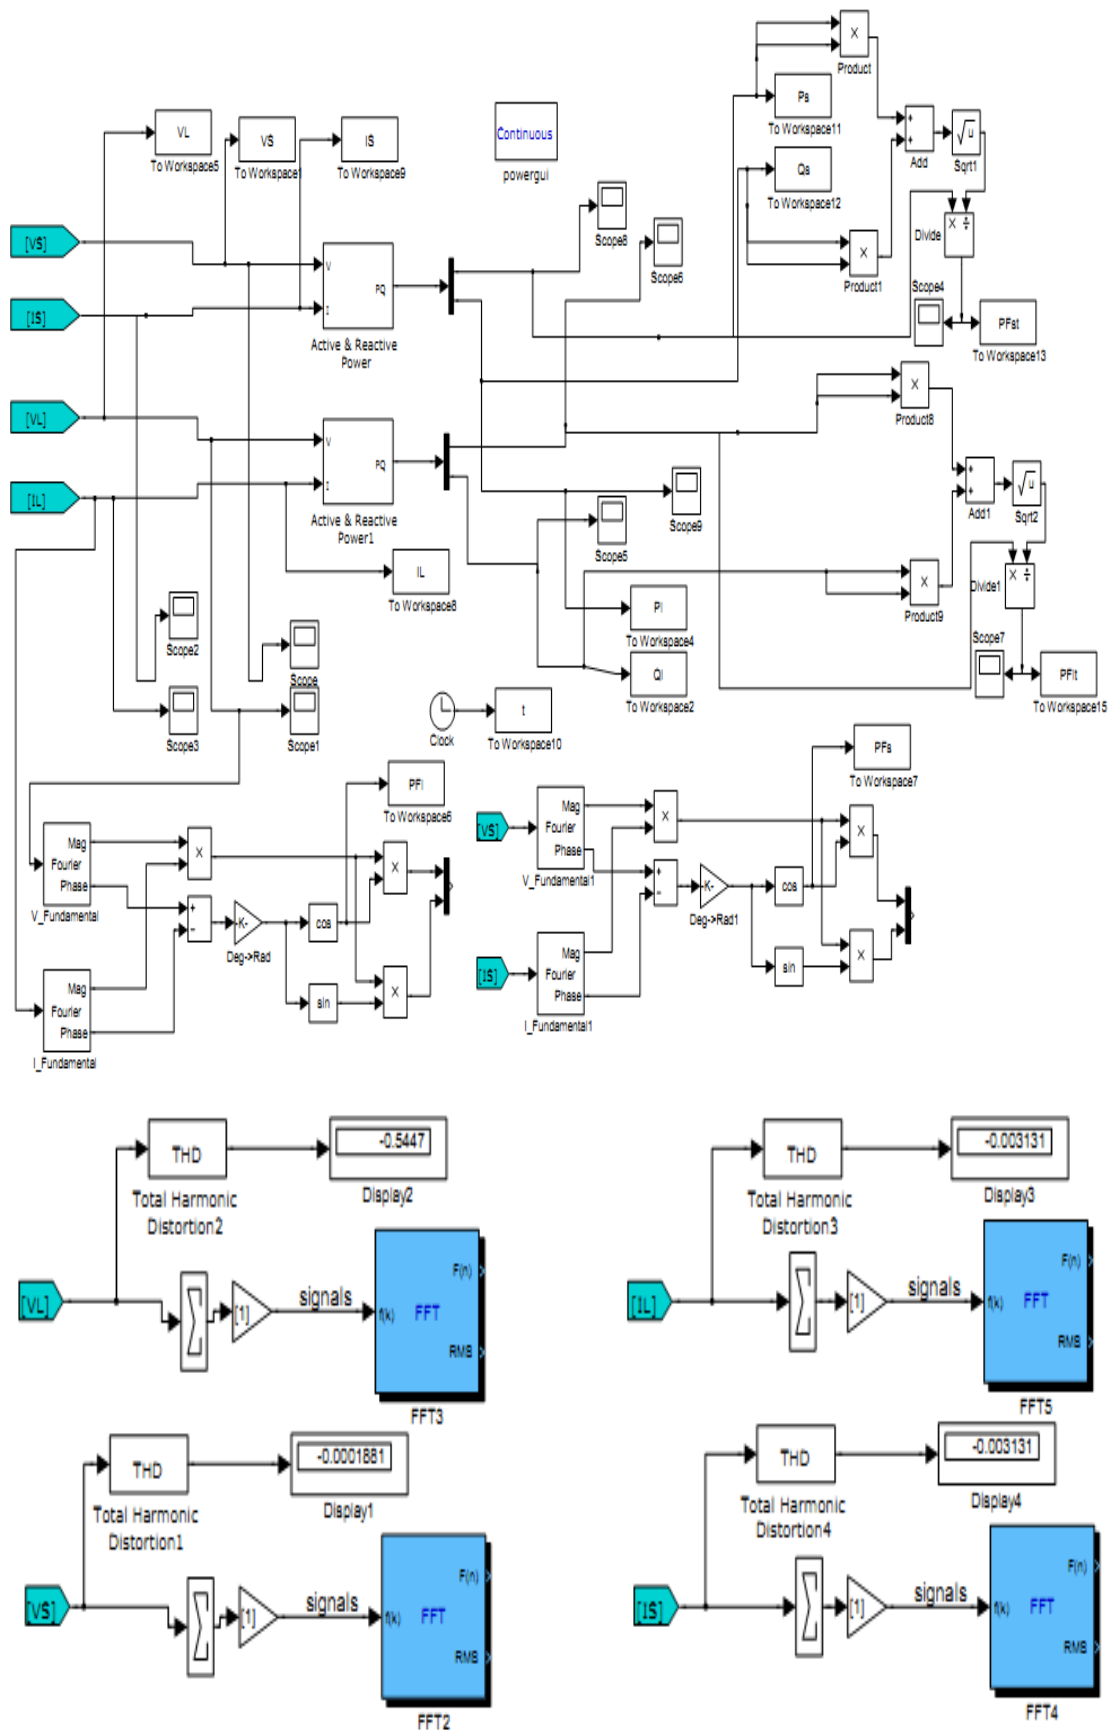 ×
Product
Ps
To Workspace11
VL
To Workspace5
VS
To Workspace1
IS
To Workspace9
Continuous
powergui
+
+
Add
√u
Sqrt1
Qs
To Workspace12
Scope8
Scope6
×
Product1
× ÷
Divide
[VS]
V
I
PQ
Active & Reactive
Power
[IS]
Scope4
PFst
To Workspace13
[VL]
V
I
PQ
Active & Reactive
Power1
[IL]
×
Product8
+
+
Add1
√u
Sqrt2
Scope9
Scope5
IL
To Workspace8
×
Product9
× ÷
Divide1
Pl
To Workspace4
Ql
To Workspace2
Scope7
PFlt
To Workspace15
Scope2
Scope
Scope3
Scope1
Clock
t
To Workspace10
PFs
To Workspace7
PFl
To Workspace6
Mag
Fourier
Phase
V_Fundamental
×
+
−
-K-
Deg->Rad
cos
sin
×
×
Mag
Fourier
Phase
I_Fundamental
[VS]
Mag
Fourier
Phase
V_Fundamental1
×
+
−
-K-
Deg->Rad1
cos
sin
×
×
[IS]
Mag
Fourier
Phase
I_Fundamental1
THD
Total Harmonic
Distortion2
-0.5447
Display2
[VL]
∑
[1]
signals
f(k)
FFT
F(n)
RMS
FFT3
THD
Total Harmonic
Distortion3
-0.003131
Display3
[IL]
∑
[1]
signals
f(k)
FFT
F(n)
RMS
FFT5
THD
Total Harmonic
Distortion1
-0.0001881
Display1
[VS]
∑
[1]
signals
f(k)
FFT
F(n)
RMS
FFT2
THD
Total Harmonic
Distortion4
-0.003131
Display4
[IS]
∑
[1]
signals
f(k)
FFT
F(n)
RMS
FFT4